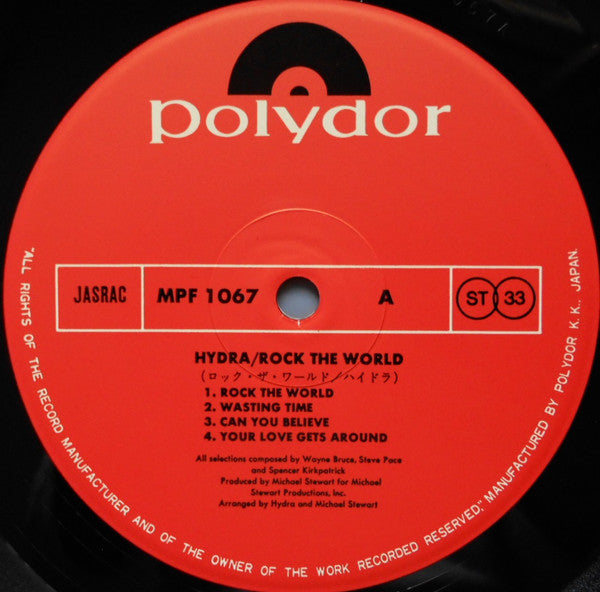 polydor
JASRAC
MPF 1067
A
ST 33
HYDRA/ROCK THE WORLD
(ロック・ザ・ワールド/ハイドラ)
1. ROCK THE WORLD
2. WASTING TIME
3. CAN YOU BELIEVE
4. YOUR LOVE GETS AROUND
All selections composed by Wayne Bruce, Steve Pace
and Spencer Kirkpatrick
Produced by Michael Stewart for Michael
Stewart Productions, Inc.
Arranged by Hydra and Michael Stewart
"ALL RIGHTS OF THE RECORD MANUFACTURER AND OF THE OWNER OF THE WORK RECORDED RESERVED;" MANUFACTURED BY POLYDOR K. K., JAPAN.